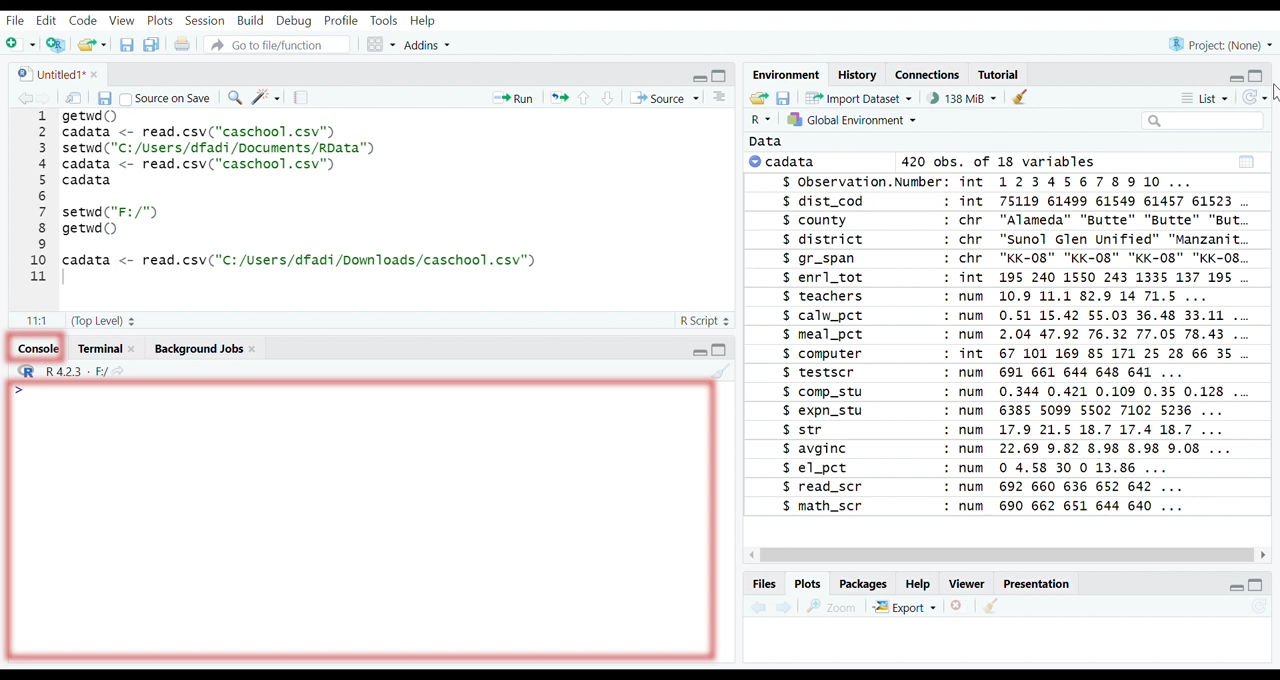 File Edit Code View Plots Session Build Debug Profile Tools Help
Go to file/function Addins Project: (None)
Untitled1*
Source on Save Run Source
1 getwd()
2 cadata <- read.csv("caschool.csv")
3 setwd("C:/Users/dfadi/Documents/RData")
4 cadata <- read.csv("caschool.csv")
5 cadata
6
7 setwd("F:/")
8 getwd()
9
10 cadata <- read.csv("C:/Users/dfadi/Downloads/caschool.csv")
11
11:1 (Top Level) R Script
Console Terminal Background Jobs
R 4.2.3 · F:/
>
Environment History Connections Tutorial
Import Dataset 138 MiB List
R Global Environment
Data
cadata 420 obs. of 18 variables
$ Observation.Number: int 1 2 3 4 5 6 7 8 9 10 ...
$ dist_cod : int 75119 61499 61549 61457 61523 …
$ county : chr "Alameda" "Butte" "Butte" "But…
$ district : chr "Sunol Glen Unified" "Manzanit…
$ gr_span : chr "KK-08" "KK-08" "KK-08" "KK-08…
$ enrl_tot : int 195 240 1550 243 1335 137 195 …
$ teachers : num 10.9 11.1 82.9 14 71.5 ...
$ calw_pct : num 0.51 15.42 55.03 36.48 33.11 .…
$ meal_pct : num 2.04 47.92 76.32 77.05 78.43 .…
$ computer : int 67 101 169 85 171 25 28 66 35 …
$ testscr : num 691 661 644 648 641 ...
$ comp_stu : num 0.344 0.421 0.109 0.35 0.128 .…
$ expn_stu : num 6385 5099 5502 7102 5236 ...
$ str : num 17.9 21.5 18.7 17.4 18.7 ...
$ avginc : num 22.69 9.82 8.98 8.98 9.08 ...
$ el_pct : num 0 4.58 30 0 13.86 ...
$ read_scr : num 692 660 636 652 642 ...
$ math_scr : num 690 662 651 644 640 ...
Files Plots Packages Help Viewer Presentation
Zoom Export